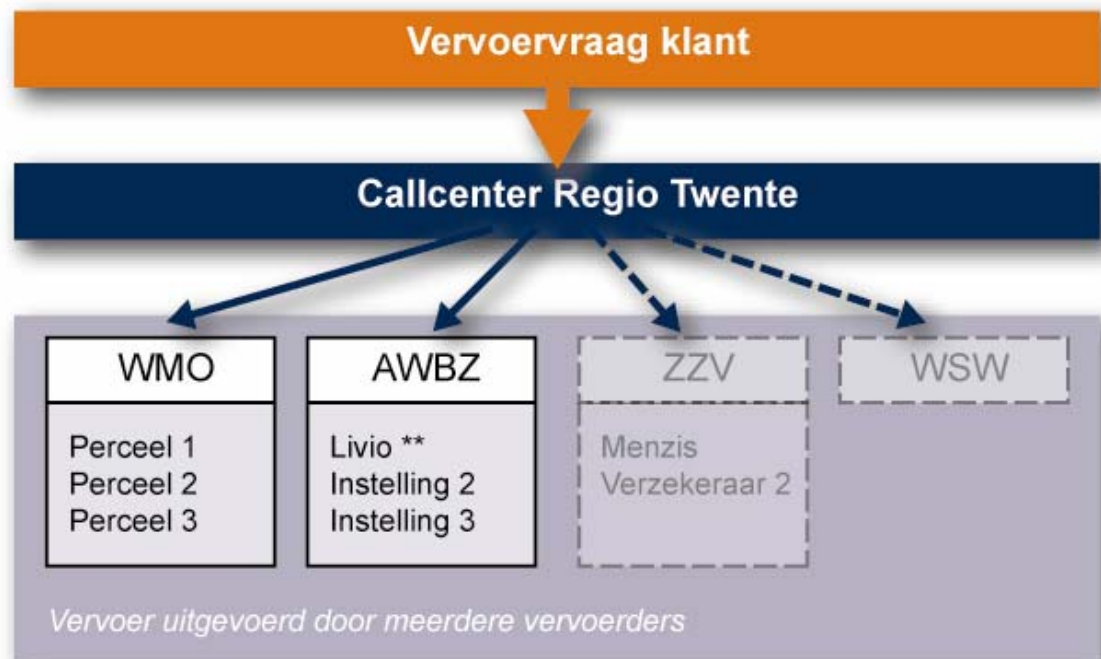 Vervoervraag klant
Callcenter Regio Twente
WMO
Perceel 1
Perceel 2
Perceel 3
AWBZ
Livio **
Instelling 2
Instelling 3
ZZV
Menzis
Verzekeraar 2
WSW
Vervoer uitgevoerd door meerdere vervoerders